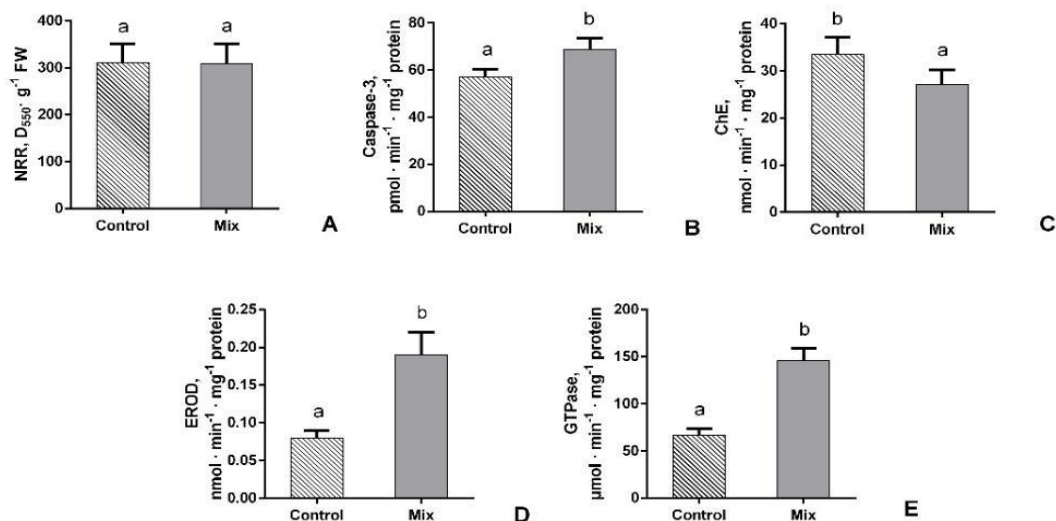 NRR, D₅₅₀· g⁻¹ FW
400
300
200
100
0
a
a
Control
Mix
A
Caspase-3,
pmol · min⁻¹ · mg⁻¹ protein
80
60
40
20
0
a
b
Control
Mix
B
ChE,
nmol · min⁻¹ · mg⁻¹ protein
40
30
20
10
0
b
a
Control
Mix
C
EROD,
nmol · min⁻¹ · mg⁻¹ protein
0.25
0.20
0.15
0.10
0.05
0.00
a
b
Control
Mix
D
GTPase,
µmol · min⁻¹ · mg⁻¹ protein
200
150
100
50
0
a
b
Control
Mix
E